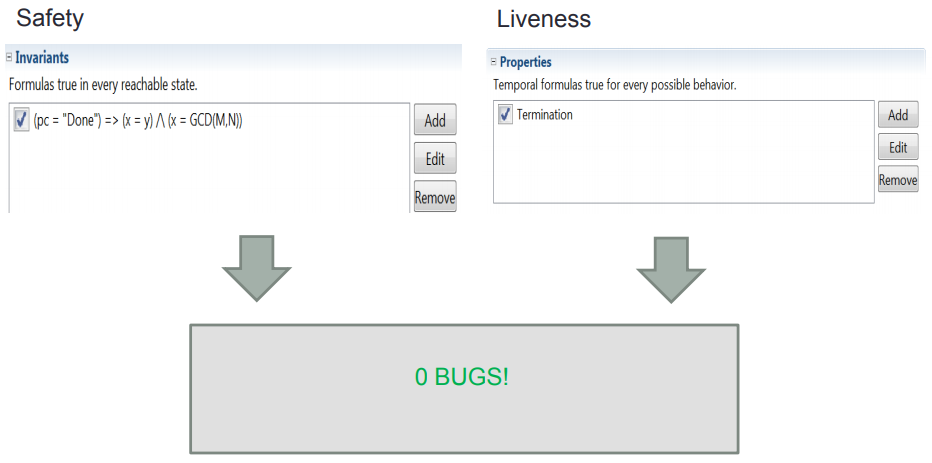 Safety
Invariants
Formulas true in every reachable state.
(pc = "Done") => (x = y) /\ (x = GCD(M,N))
Add
Edit
Remove
Liveness
Properties
Temporal formulas true for every possible behavior.
Termination
Add
Edit
Remove
0 BUGS!